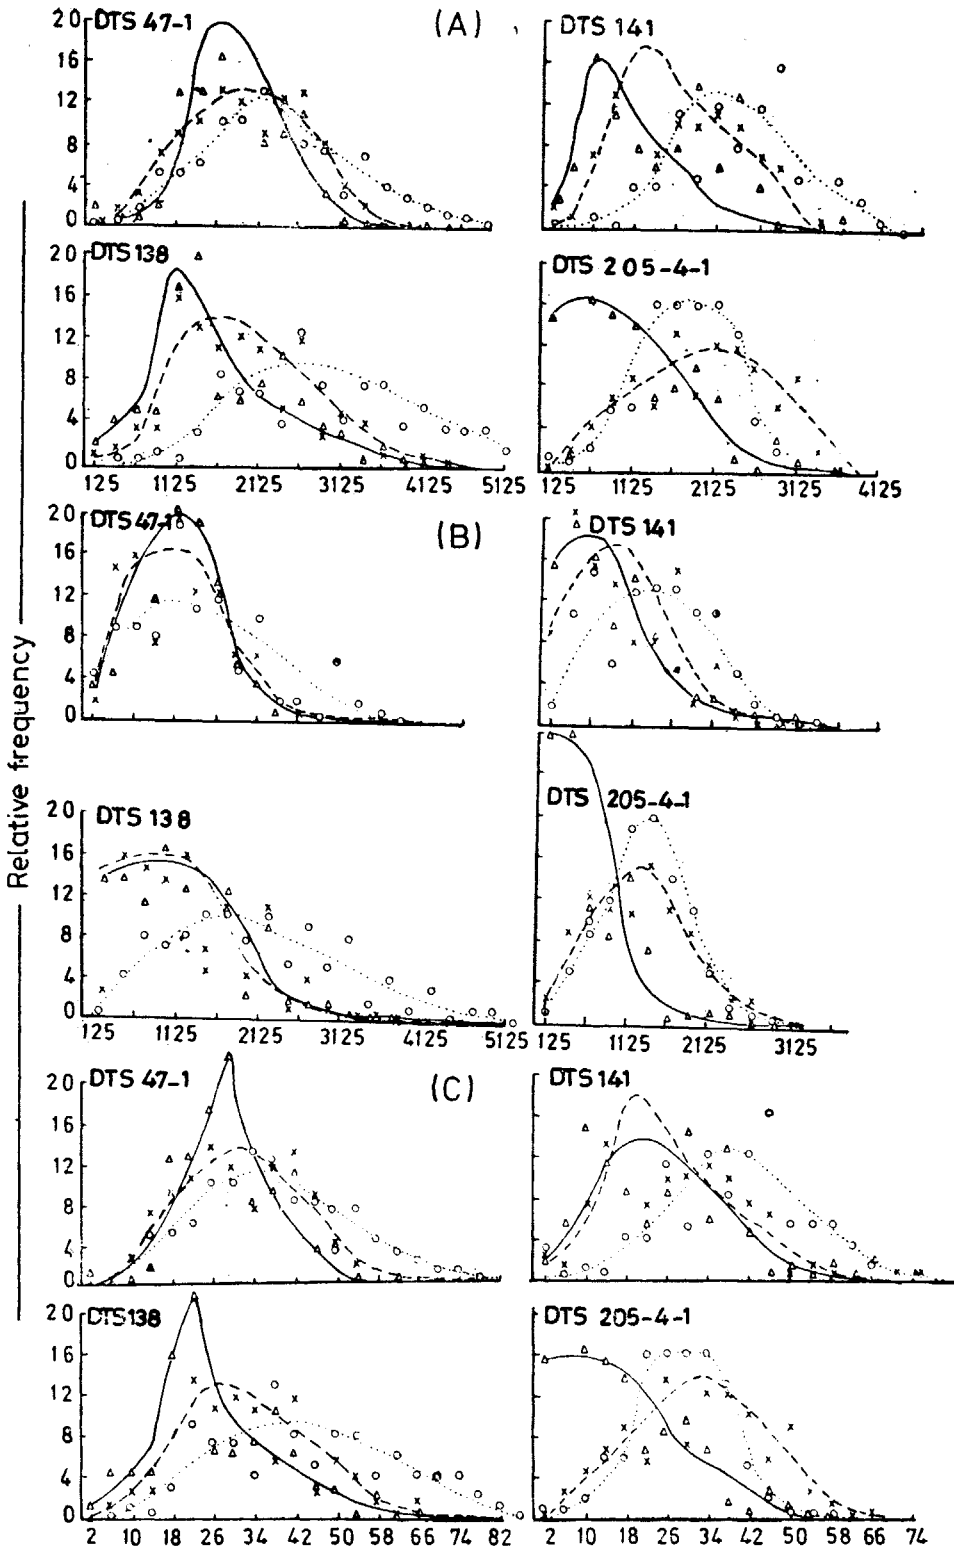 DTS 47-1
(A)
DTS 141
20
16
12
8
4
0
DTS 138
DTS 205-4-1
20
16
12
8
4
0
125 1125 2125 3125 4125 5125
125 1125 2125 3125 4125
DTS 47-1
(B)
DTS 141
20
16
12
8
4
0
Relative frequency
DTS 138
DTS 205-4-1
20
16
12
8
4
0
125 1125 2125 3125 4125 5125
125 1125 2125 3125
DTS 47-1
(C)
DTS 141
20
16
12
8
4
0
DTS 138
DTS 205-4-1
20
16
12
8
4
0
2 10 18 26 34 42 50 58 66 74 82
2 10 18 26 34 42 50 58 66 74